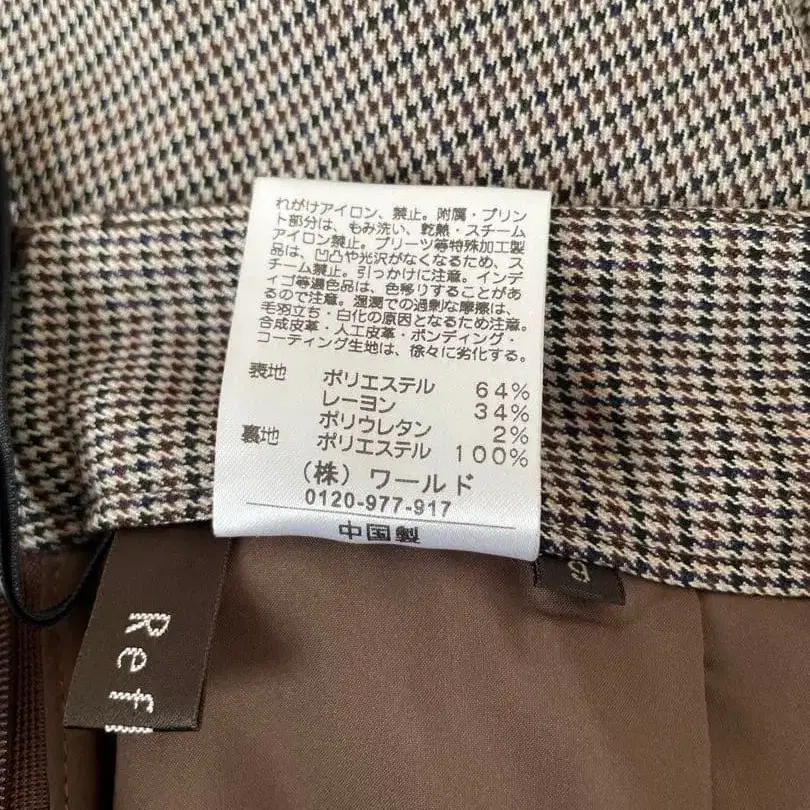 れがけアイロン、禁止。附属・プリン
ト部分は、もみ洗い、乾熱・スチーム
アイロン禁止。プリーツ等特殊加工製
品は、凹凸や光沢がなくなるため、ス
チーム禁止。引っかけに注意。インデ
ィゴ等濃色品は、色移りすることがあ
るので注意。湿潤での過剰な摩擦は、
毛羽立ち・白化の原因となるため注意。
合成皮革・人工皮革・ボンディング・
コーティング生地は、徐々に劣化する。
表地 ポリエステル 64%
レーヨン 34%
ポリウレタン 2%
裏地 ポリエステル 100%
(株) ワールド
0120-977-917
中国
Refl